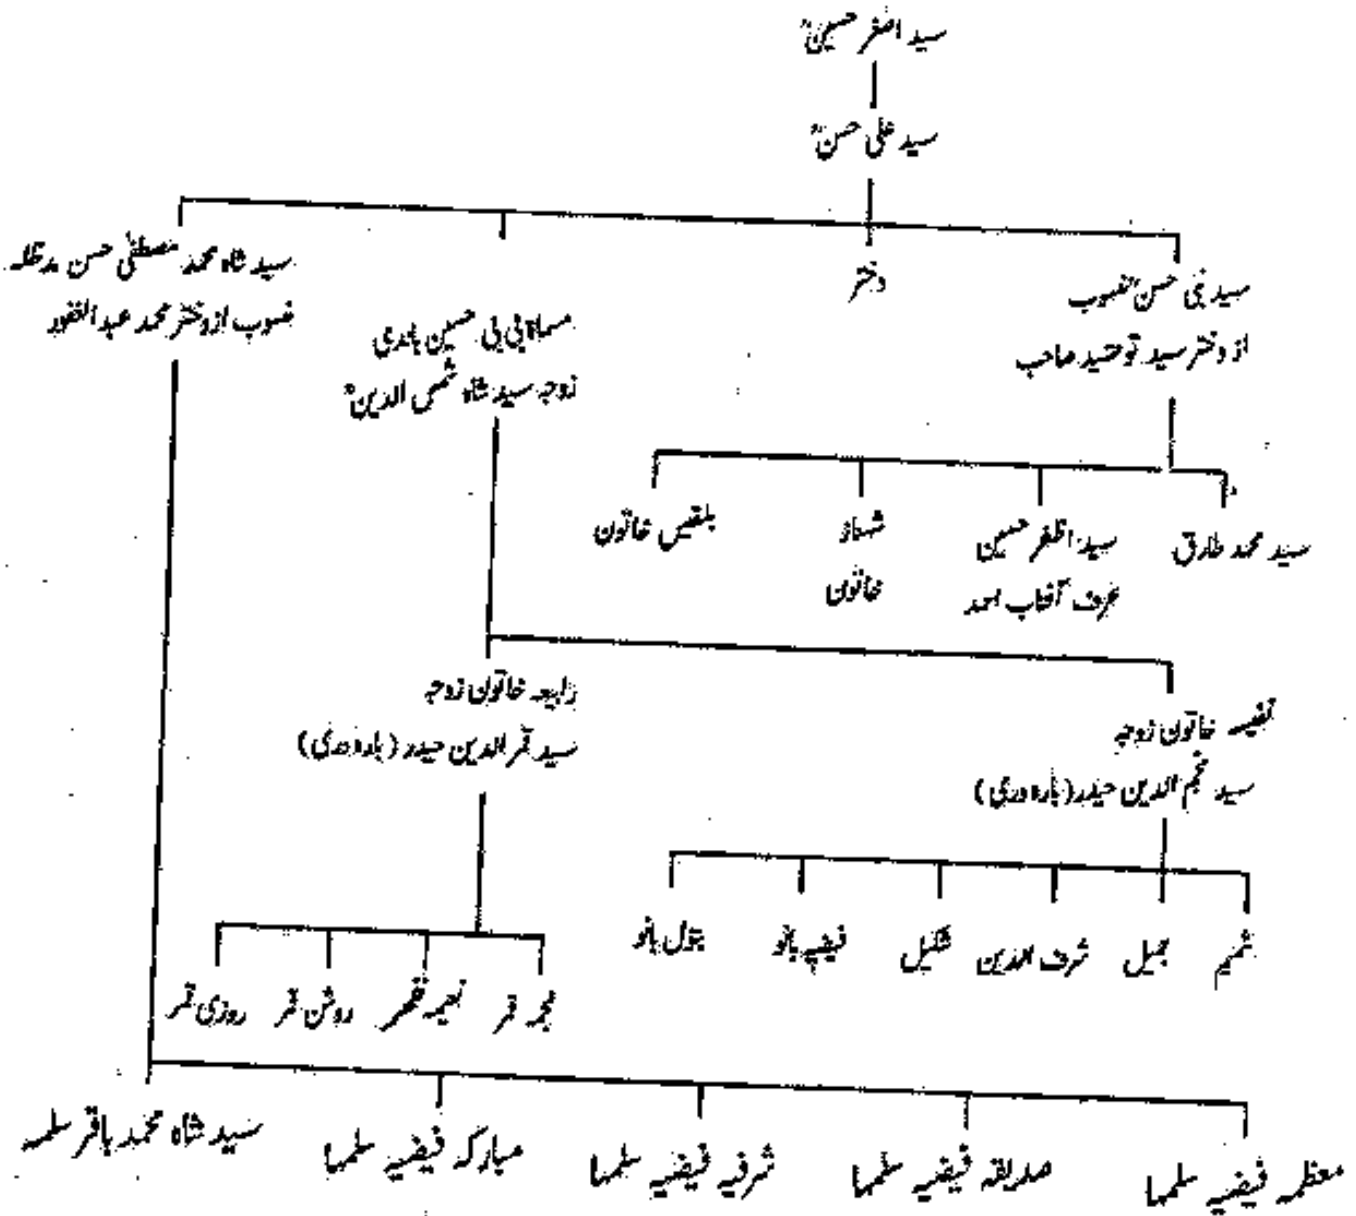 سید اصغر حسینؒ
سید علی حسنؒ
سید نبی حسن منسوب
از دختر سید توحید صاحب
دختر
مسماۃ بی بی حسین باندی
زوجہ سید شاہ شمس الدینؒ
سید شاہ محمد مصطفیٰ حسن مدظلہ
منسوب از دختر محمد عبد الغفور
سید محمد طارق
سید اظفر حسین
عرف آفتاب احمد
شہناز
خاتون
بلقیس خاتون
نفیسہ خاتون زوجہ
سید نجم الدین حیدر (بارہ دری)
رابعہ خاتون زوجہ
سید قمر الدین حیدر (بارہ دری)
شمیم
جمیل
شرف الدین
شکیل
فیضیہ بانو
بتول بانو
نجمہ قمر
نعیمہ قمر
روشن قمر
روزی قمر
معظمہ فیضیہ سلمہا
صدیقہ فیضیہ سلمہا
شرفیہ فیضیہ سلمہا
مبارکہ فیضیہ سلمہا
سید شاہ محمد باقر سلمہ